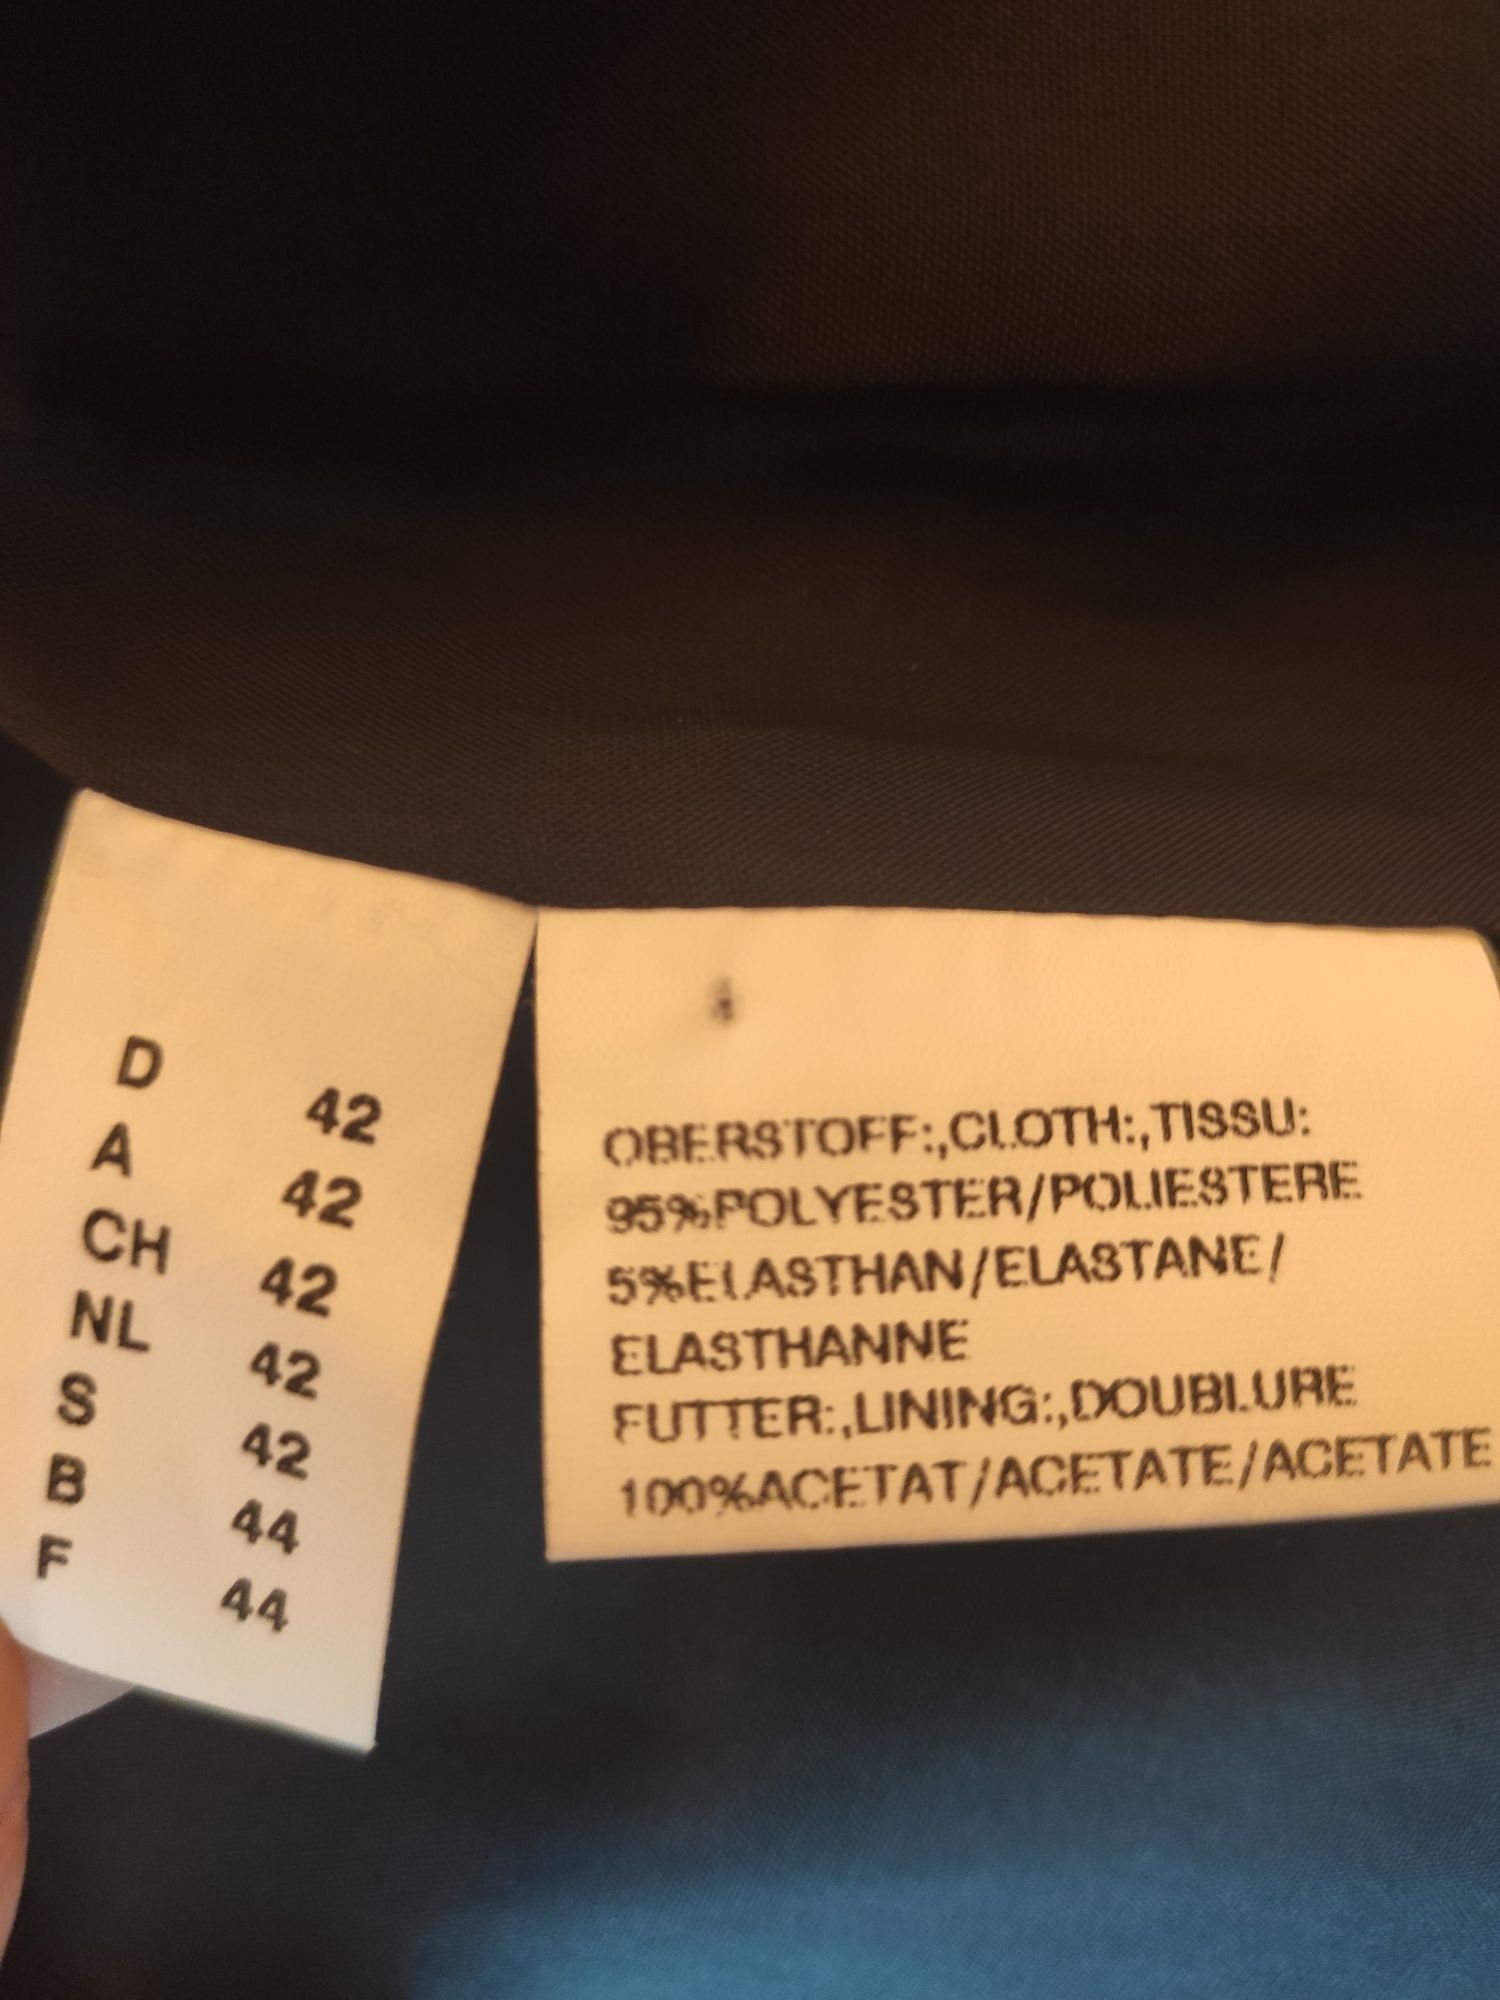 D 42
A 42
CH 42
NL 42
S 42
B 44
F 44
OBERSTOFF:,CLOTH:,TISSU:
95%POLYESTER/POLIESTERE
5%ELASTHAN/ELASTANE/
ELASTHANNE
FUTTER:,LINING:,DOUBLURE
100%ACETAT/ACETATE/ACETATE